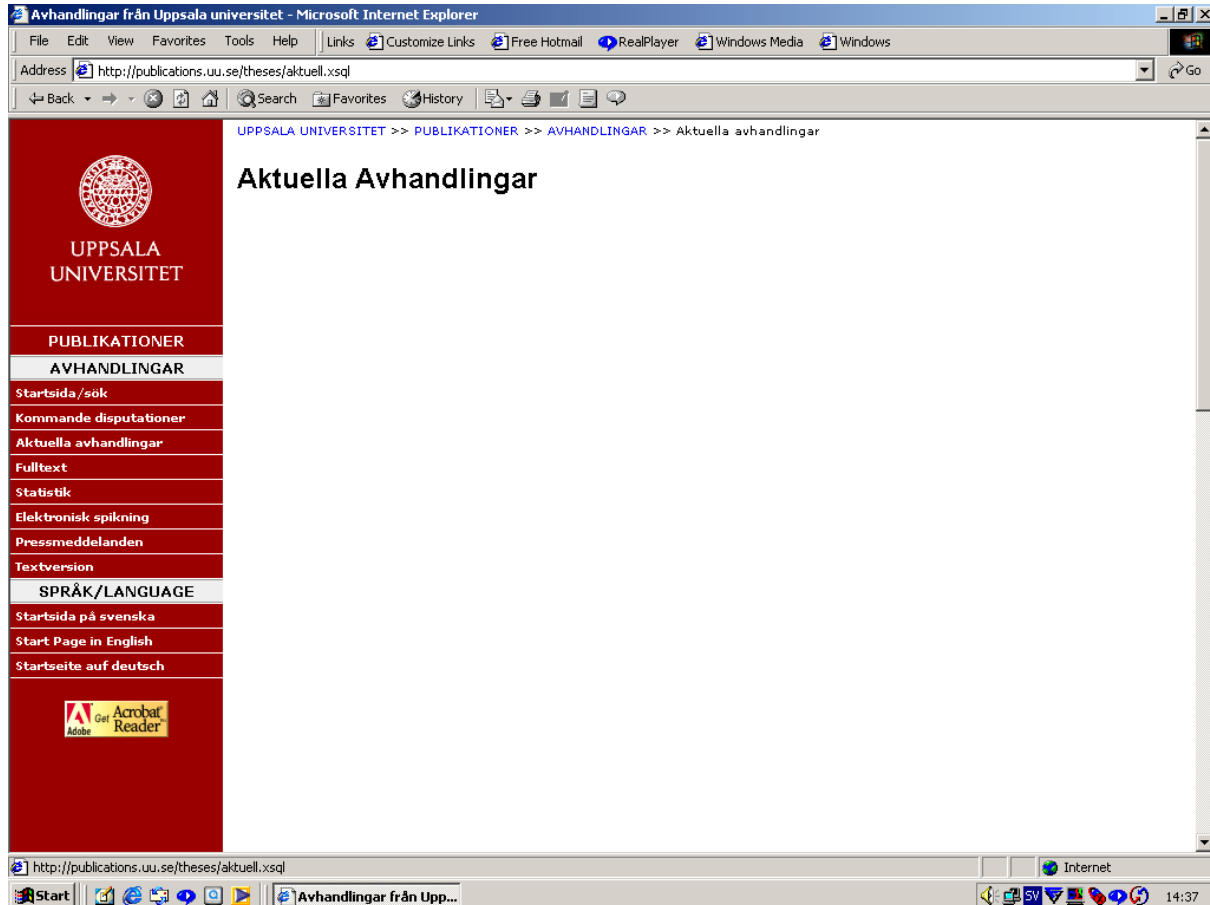 Avhandlingar från Uppsala universitet - Microsoft Internet Explorer
File Edit View Favorites Tools Help Links Customize Links Free Hotmail RealPlayer Windows Media Windows
Address http://publications.uu.se/theses/aktuell.xsql Go
Back Search Favorites History
UPPSALA UNIVERSITET >> PUBLIKATIONER >> AVHANDLINGAR >> Aktuella avhandlingar
Aktuella Avhandlingar
UPPSALA
UNIVERSITET
PUBLIKATIONER
AVHANDLINGAR
Startsida/sök
Kommande disputationer
Aktuella avhandlingar
Fulltext
Statistik
Elektronisk spikning
Pressmeddelanden
Textversion
SPRÅK/LANGUAGE
Startsida på svenska
Start Page in English
Startseite auf deutsch
Adobe Get Acrobat Reader
http://publications.uu.se/theses/aktuell.xsql Internet
Start Avhandlingar från Upp... SV 14:37